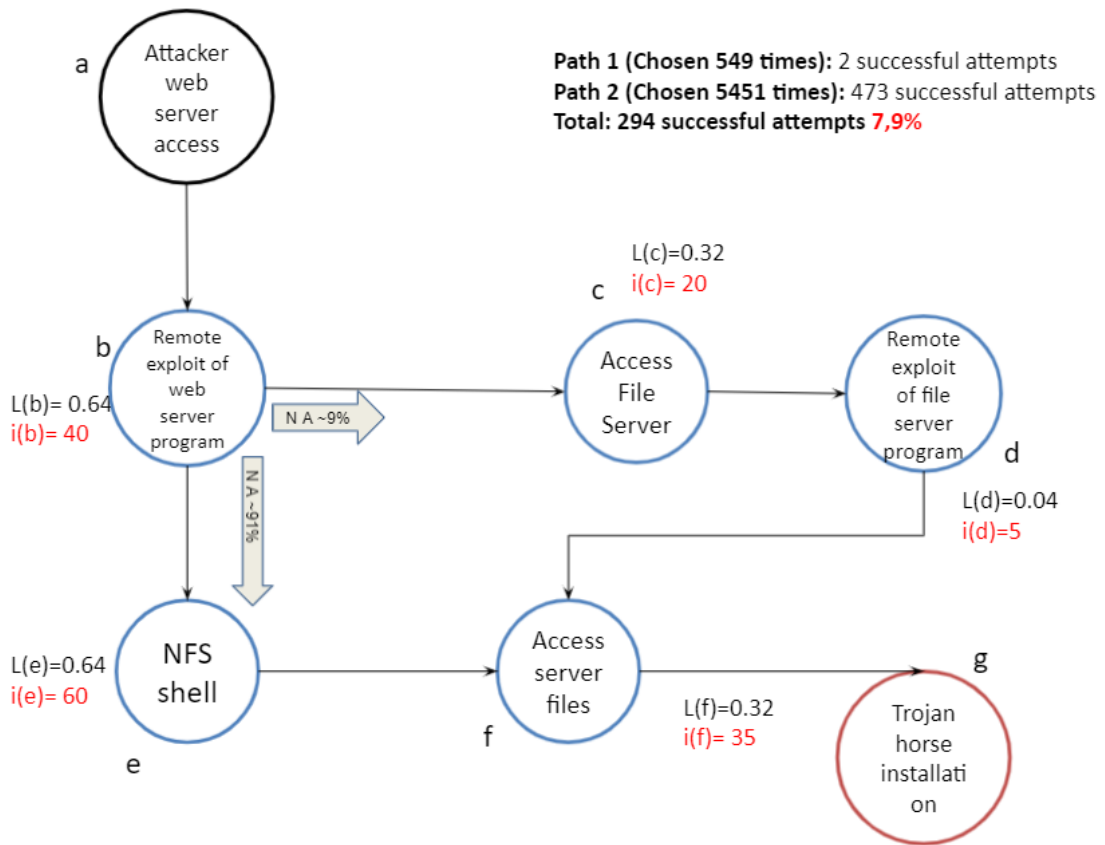 a
Attacker
web
server
access
Path 1 (Chosen 549 times): 2 successful attempts
Path 2 (Chosen 5451 times): 473 successful attempts
Total: 294 successful attempts 7,9%
L(c)=0.32
i(c)= 20
c
b
Remote
exploit of
web
server
program
L(b)= 0.64
i(b)= 40
N A ~9%
Access
File
Server
Remote
exploit
of file
server
program
d
L(d)=0.04
i(d)=5
N A ~91%
L(e)=0.64
i(e)= 60
NFS
shell
e
Access
server
files
f
L(f)=0.32
i(f)= 35
g
Trojan
horse
installati
on